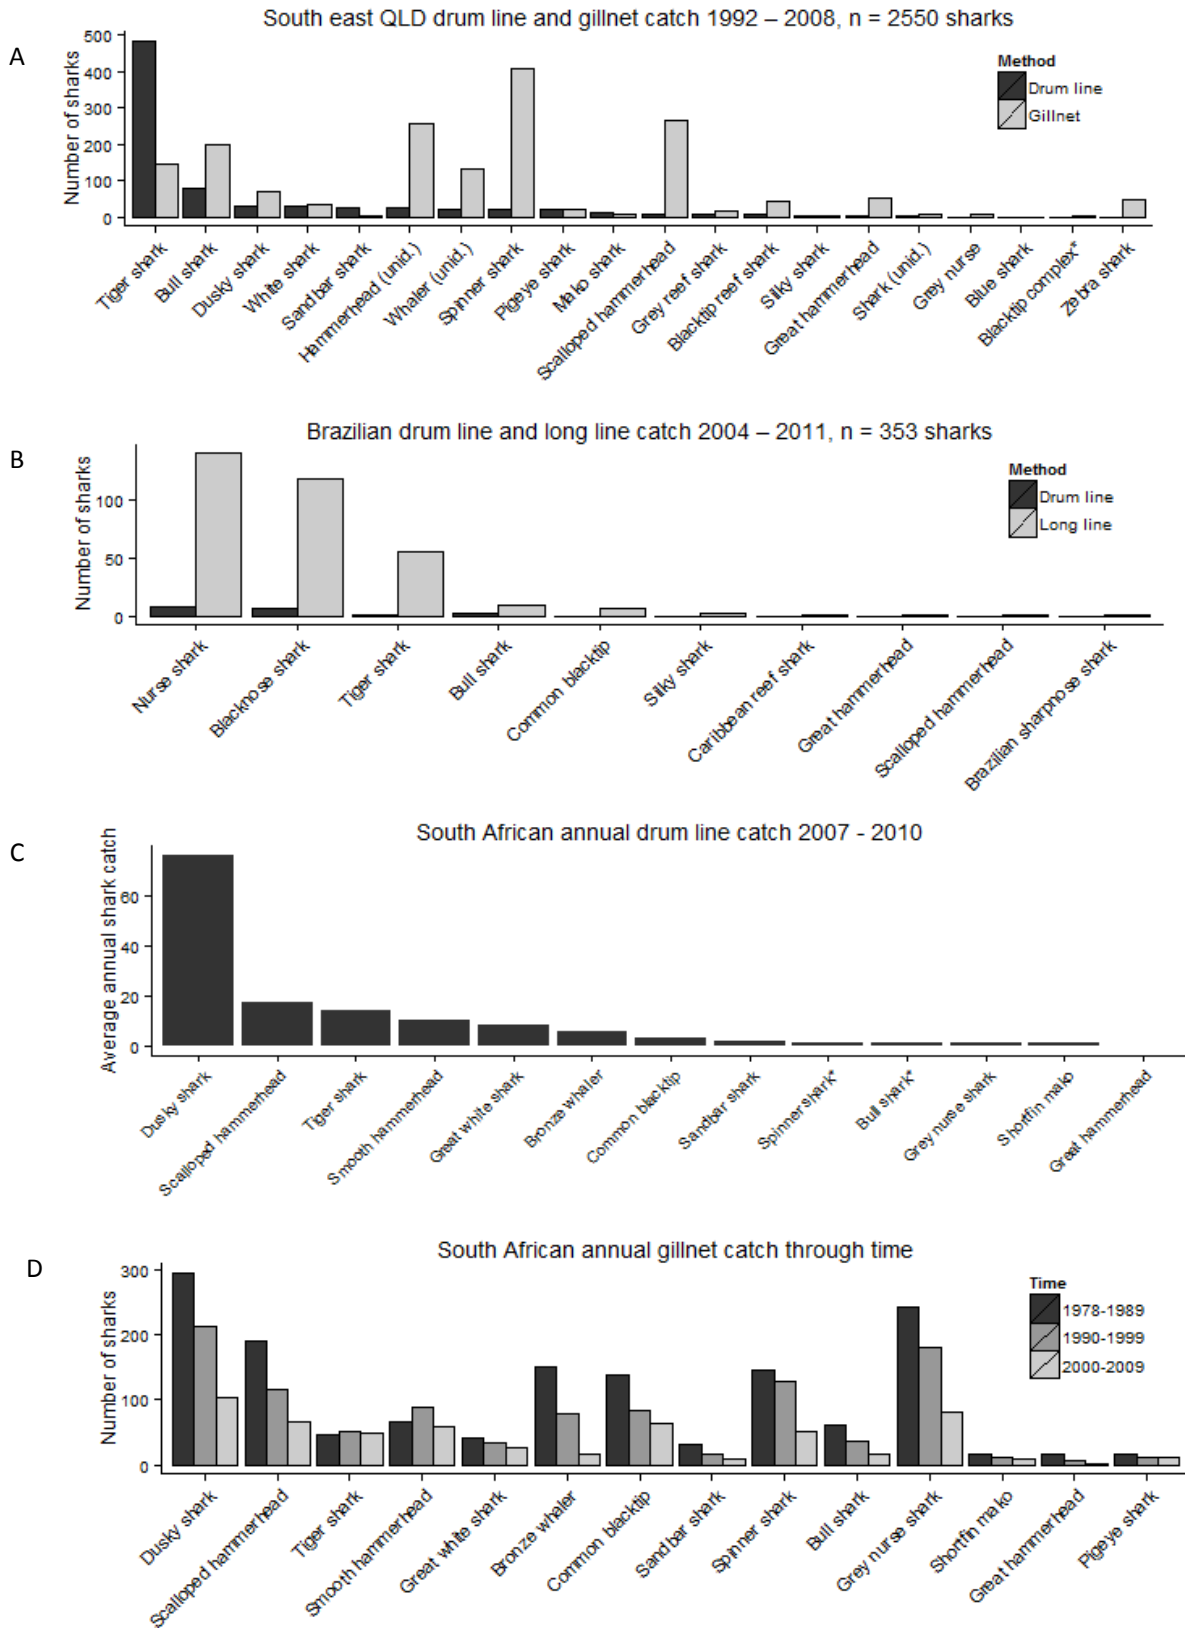 A
South east QLD drum line and gillnet catch 1992 – 2008, n = 2550 sharks
Number of sharks
500
400
300
200
100
0
Method
Drum line
Gillnet
Tiger shark
Bull shark
Dusky shark
White shark
Sandbar shark
Hammerhead (unid.)
Whaler (unid.)
Spinner shark
Pigeye shark
Mako shark
Scalloped hammerhead
Grey reef shark
Blacktip reef shark
Silky shark
Great hammerhead
Shark (unid.)
Grey nurse
Blue shark
Blacktip complex*
Zebra shark
B
Brazilian drum line and long line catch 2004 – 2011, n = 353 sharks
Number of sharks
100
50
0
Method
Drum line
Long line
Nurse shark
Blacknose shark
Tiger shark
Bull shark
Common blacktip
Silky shark
Caribbean reef shark
Great hammerhead
Scalloped hammerhead
Brazilian sharpnose shark
C
South African annual drum line catch 2007 - 2010
Average annual shark catch
60
40
20
0
Dusky shark
Scalloped hammerhead
Tiger shark
Smooth hammerhead
Great white shark
Bronze whaler
Common blacktip
Sandbar shark
Spinner shark*
Bull shark*
Grey nurse shark
Shortfin mako
Great hammerhead
D
South African annual gillnet catch through time
Number of sharks
300
200
100
0
Time
1978-1989
1990-1999
2000-2009
Dusky shark
Scalloped hammerhead
Tiger shark
Smooth hammerhead
Great white shark
Bronze whaler
Common blacktip
Sandbar shark
Spinner shark
Bull shark
Grey nurse shark
Shortfin mako
Great hammerhead
Pigeye shark